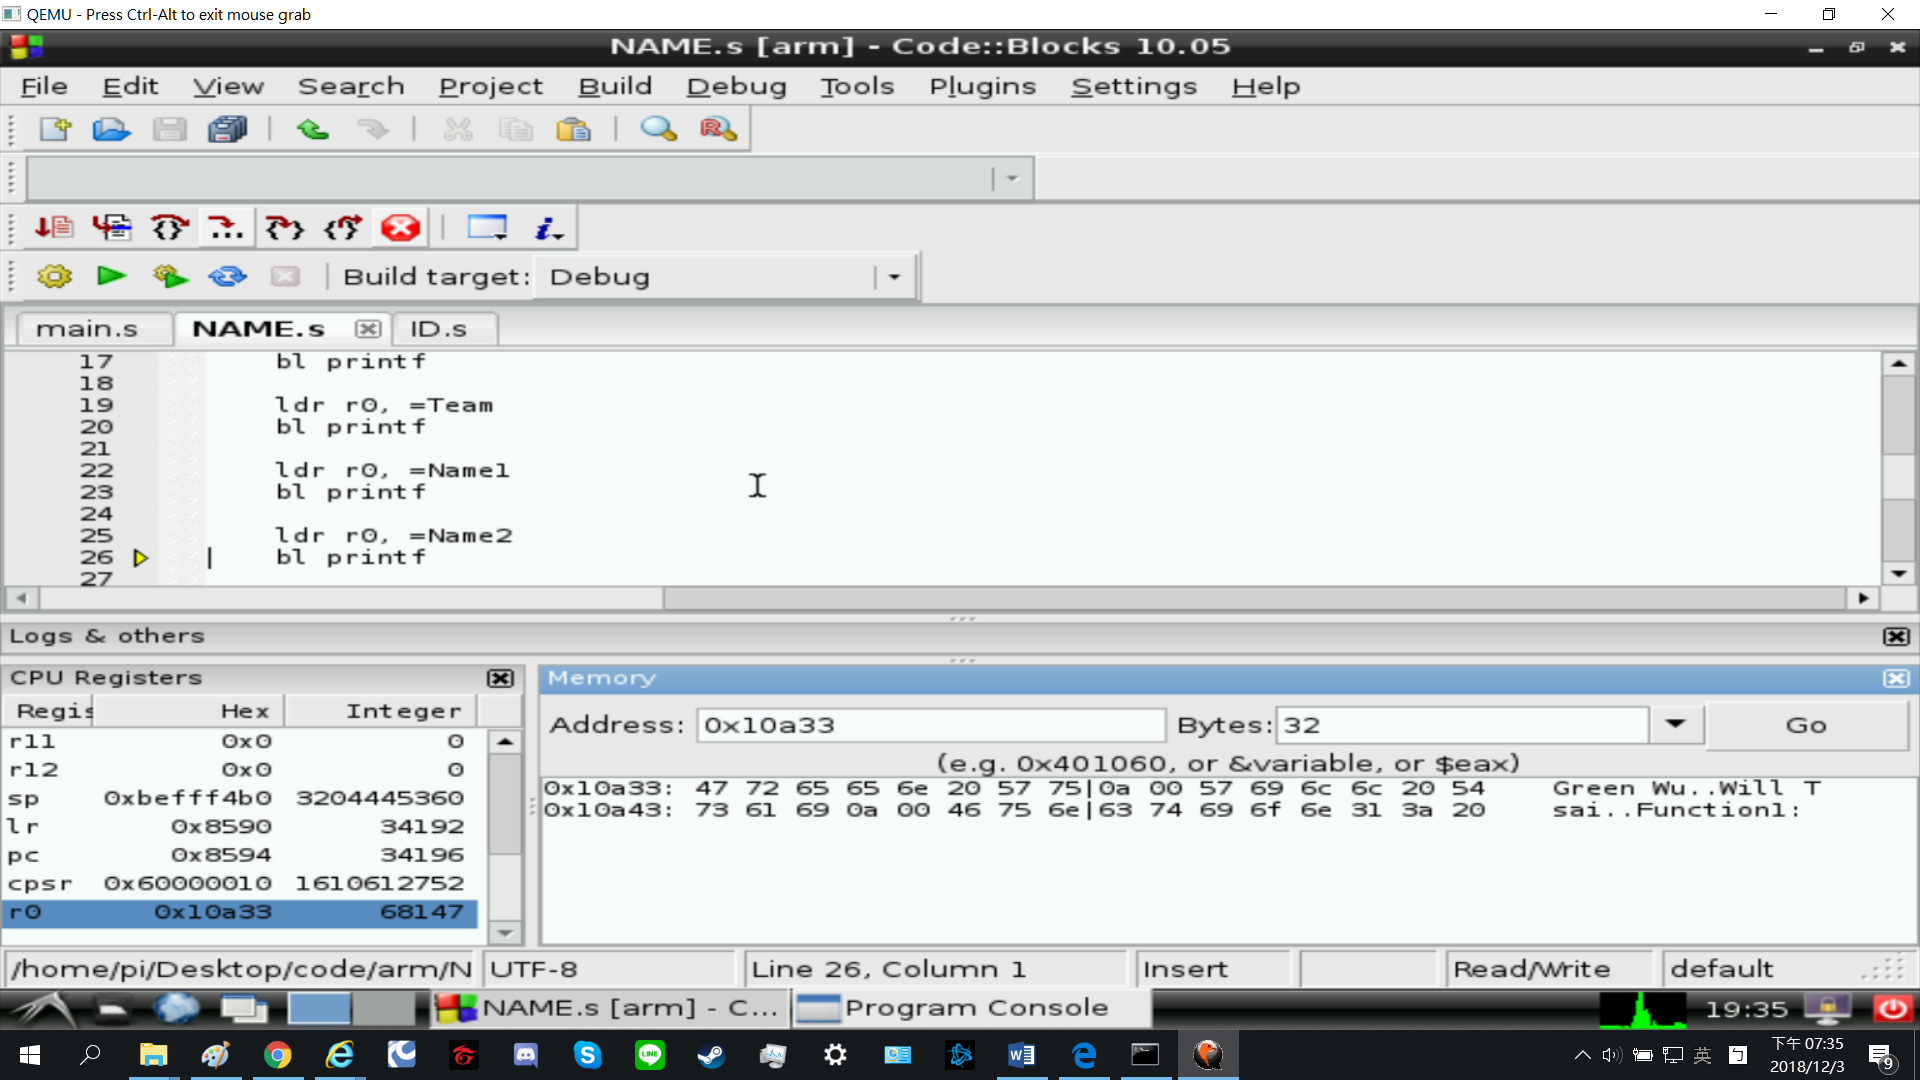 QEMU - Press Ctrl-Alt to exit mouse grab
NAME.s [arm] - Code::Blocks 10.05
File Edit View Search Project Build Debug Tools Plugins Settings Help
Build target: Debug
main.s NAME.s ID.s
17 bl printf
18
19 ldr r0, =Team
20 bl printf
21
22 ldr r0, =Name1
23 bl printf
24
25 ldr r0, =Name2
26 bl printf
27
Logs & others
CPU Registers
Regis Hex Integer
r11 0x0 0
r12 0x0 0
sp 0xbefff4b0 3204445360
lr 0x8590 34192
pc 0x8594 34196
cpsr 0x60000010 1610612752
r0 0x10a33 68147
Memory
Address: 0x10a33 Bytes: 32 Go
(e.g. 0x401060, or &variable, or $eax)
0x10a33: 47 72 65 65 6e 20 57 75|0a 00 57 69 6c 6c 20 54 Green Wu..Will T
0x10a43: 73 61 69 0a 00 46 75 6e|63 74 69 6f 6e 31 3a 20 sai..Function1:
/home/pi/Desktop/code/arm/N UTF-8 Line 26, Column 1 Insert Read/Write default
NAME.s [arm] - C... Program Console 19:35
英 下午 07:35
2018/12/3
9